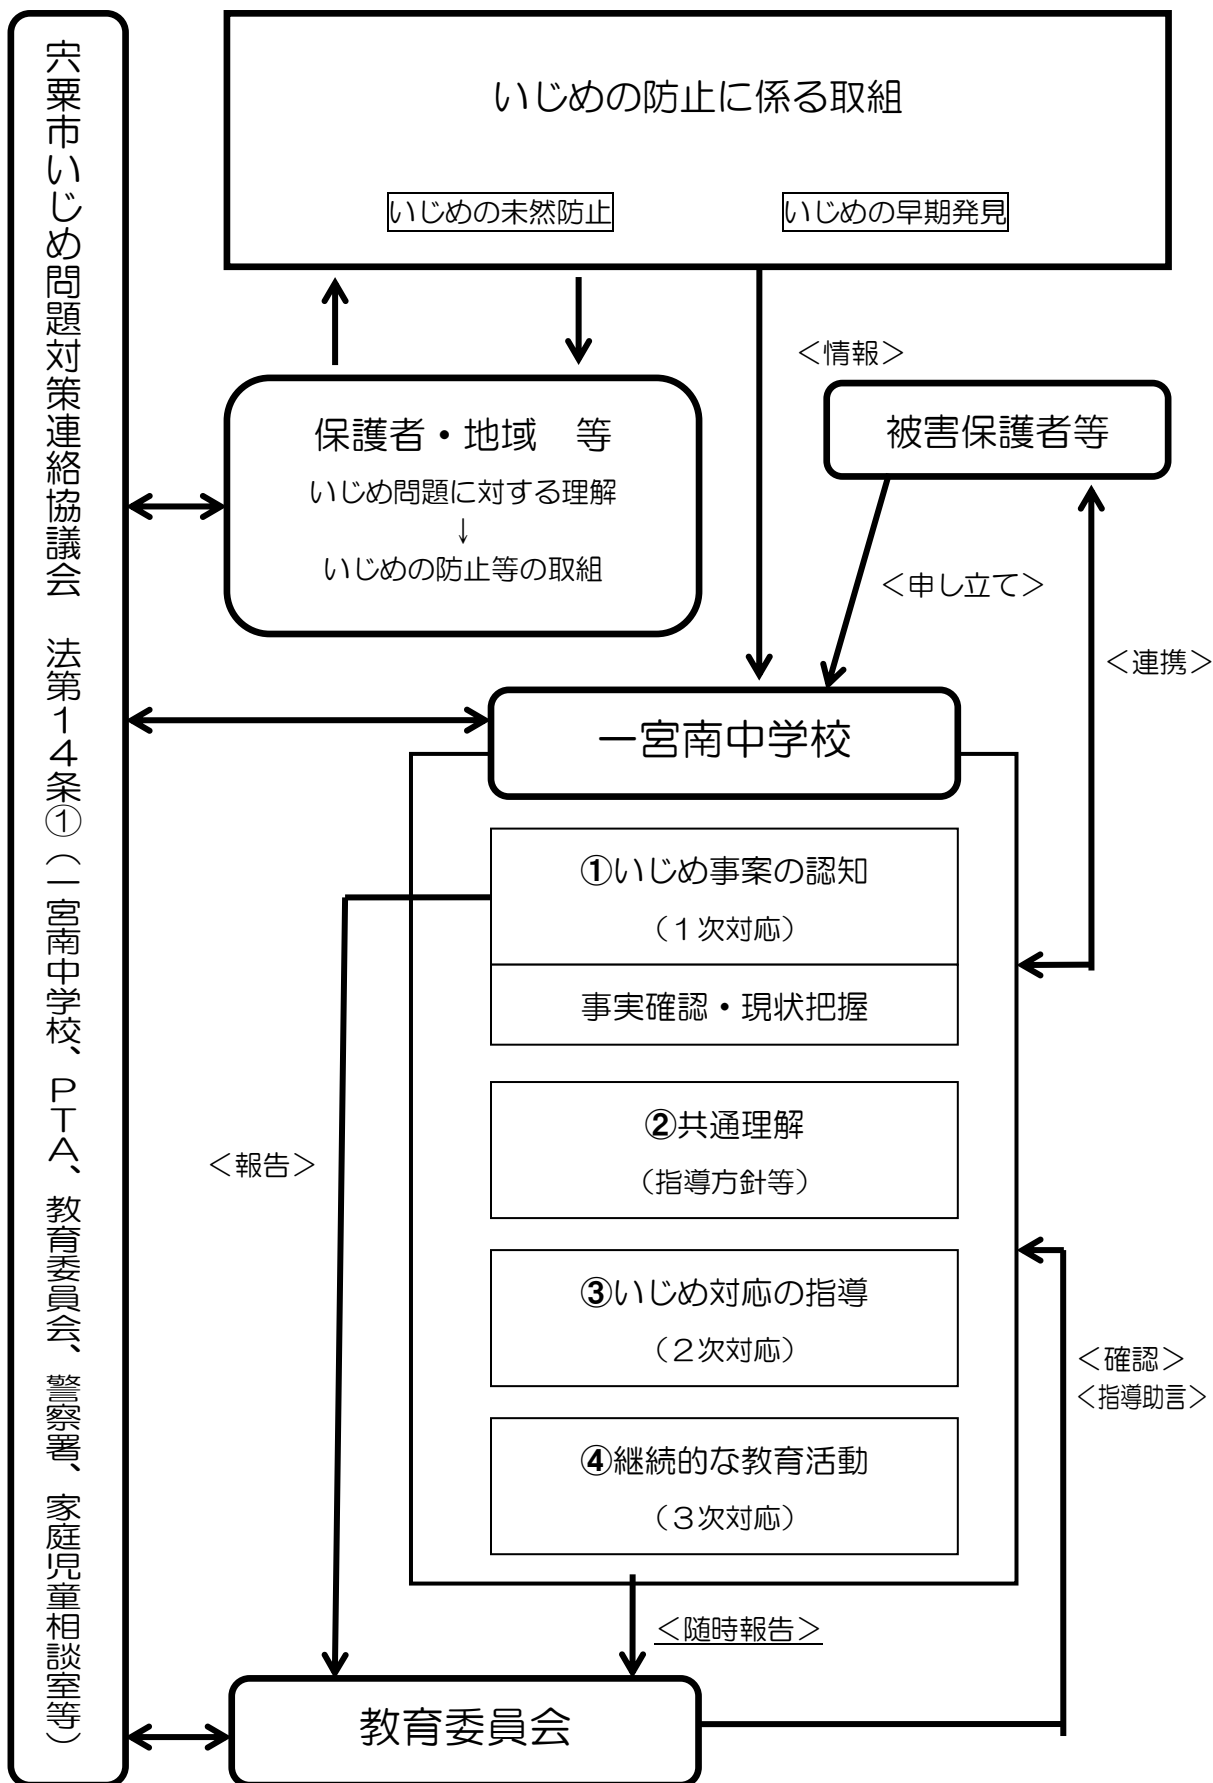 宍粟市いじめ問題対策連絡協議会　法第１４条①（一宮南中学校、ＰＴＡ、教育委員会、警察署、家庭児童相談室等）
いじめの防止に係る取組
いじめの未然防止
いじめの早期発見
＜情報＞
保護者・地域　等
いじめ問題に対する理解
↓
いじめの防止等の取組
被害保護者等
＜申し立て＞
＜連携＞
一宮南中学校
①いじめ事案の認知
（１次対応）
事実確認・現状把握
②共通理解
（指導方針等）
＜報告＞
③いじめ対応の指導
（２次対応）
＜確認＞
＜指導助言＞
④継続的な教育活動
（３次対応）
＜随時報告＞
教育委員会